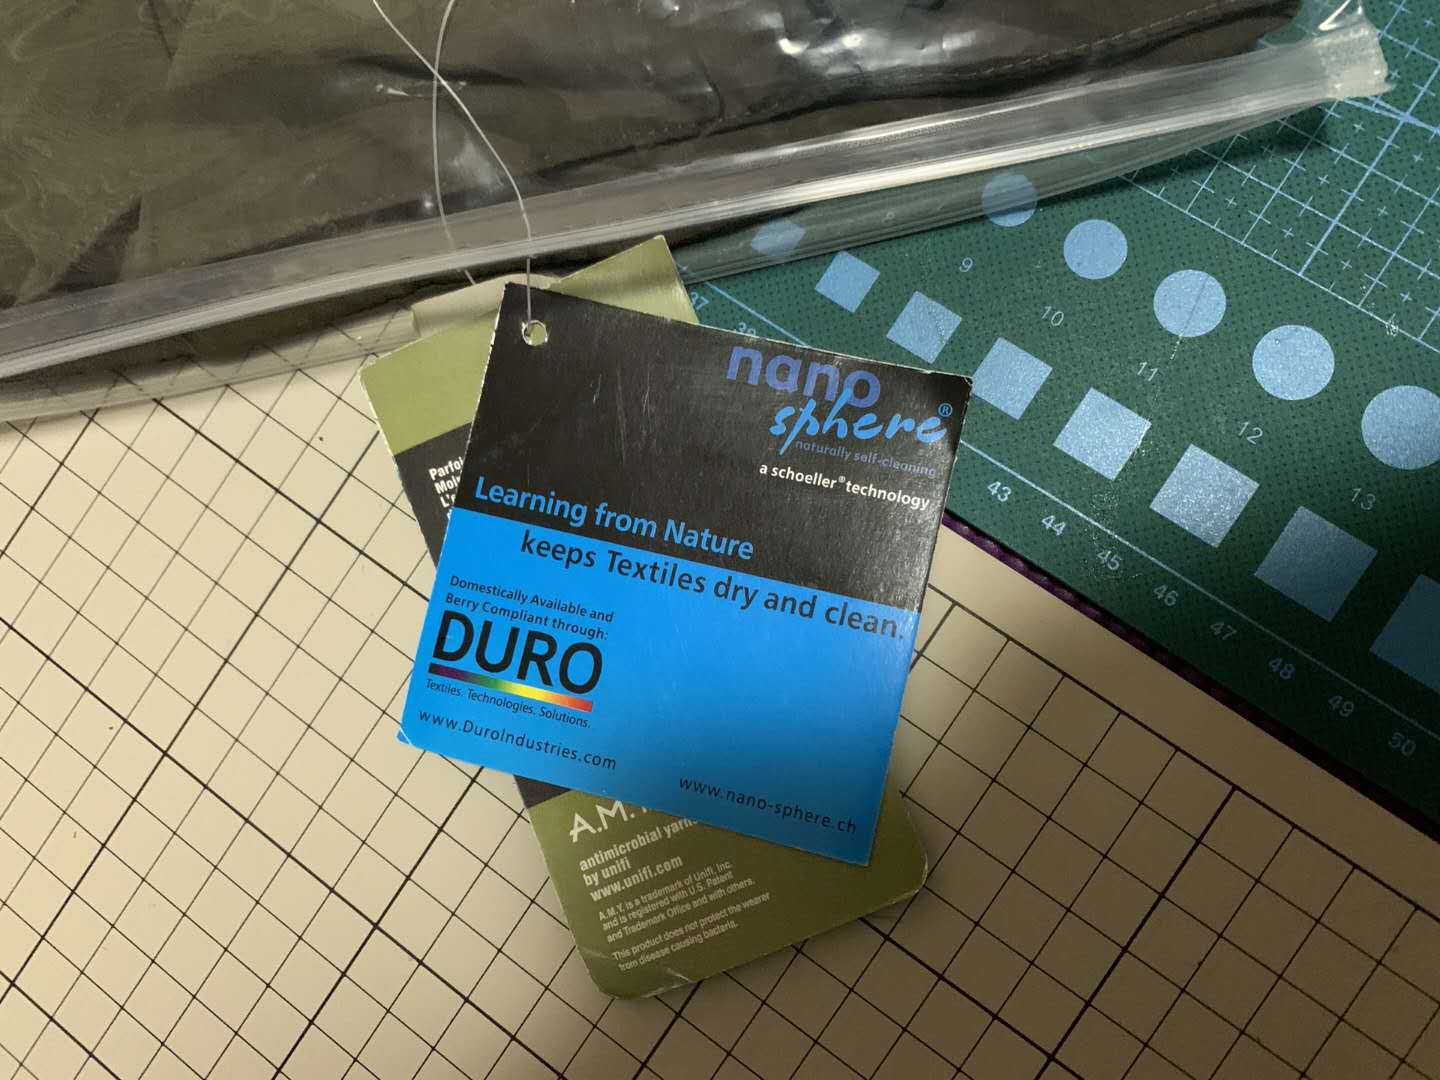 nano
sphere®
naturally self-cleaning
a schoeller® technology
Learning from Nature
keeps Textiles dry and clean.
Domestically Available and
Berry Compliant through:
DURO
Textiles. Technologies. Solutions.
www.DuroIndustries.com
www.nano-sphere.ch
A.M.
antimicrobial yarns
by unifi
www.unifi.com
A.M.Y. is a trademark of Unifi, Inc.
and is registered with U.S. Patent
and Trademark Office and with others.
This product does not protect the wearer
from disease causing bacteria.
9
10
11
12
13
37
43
44
45
46
47
48
49
50